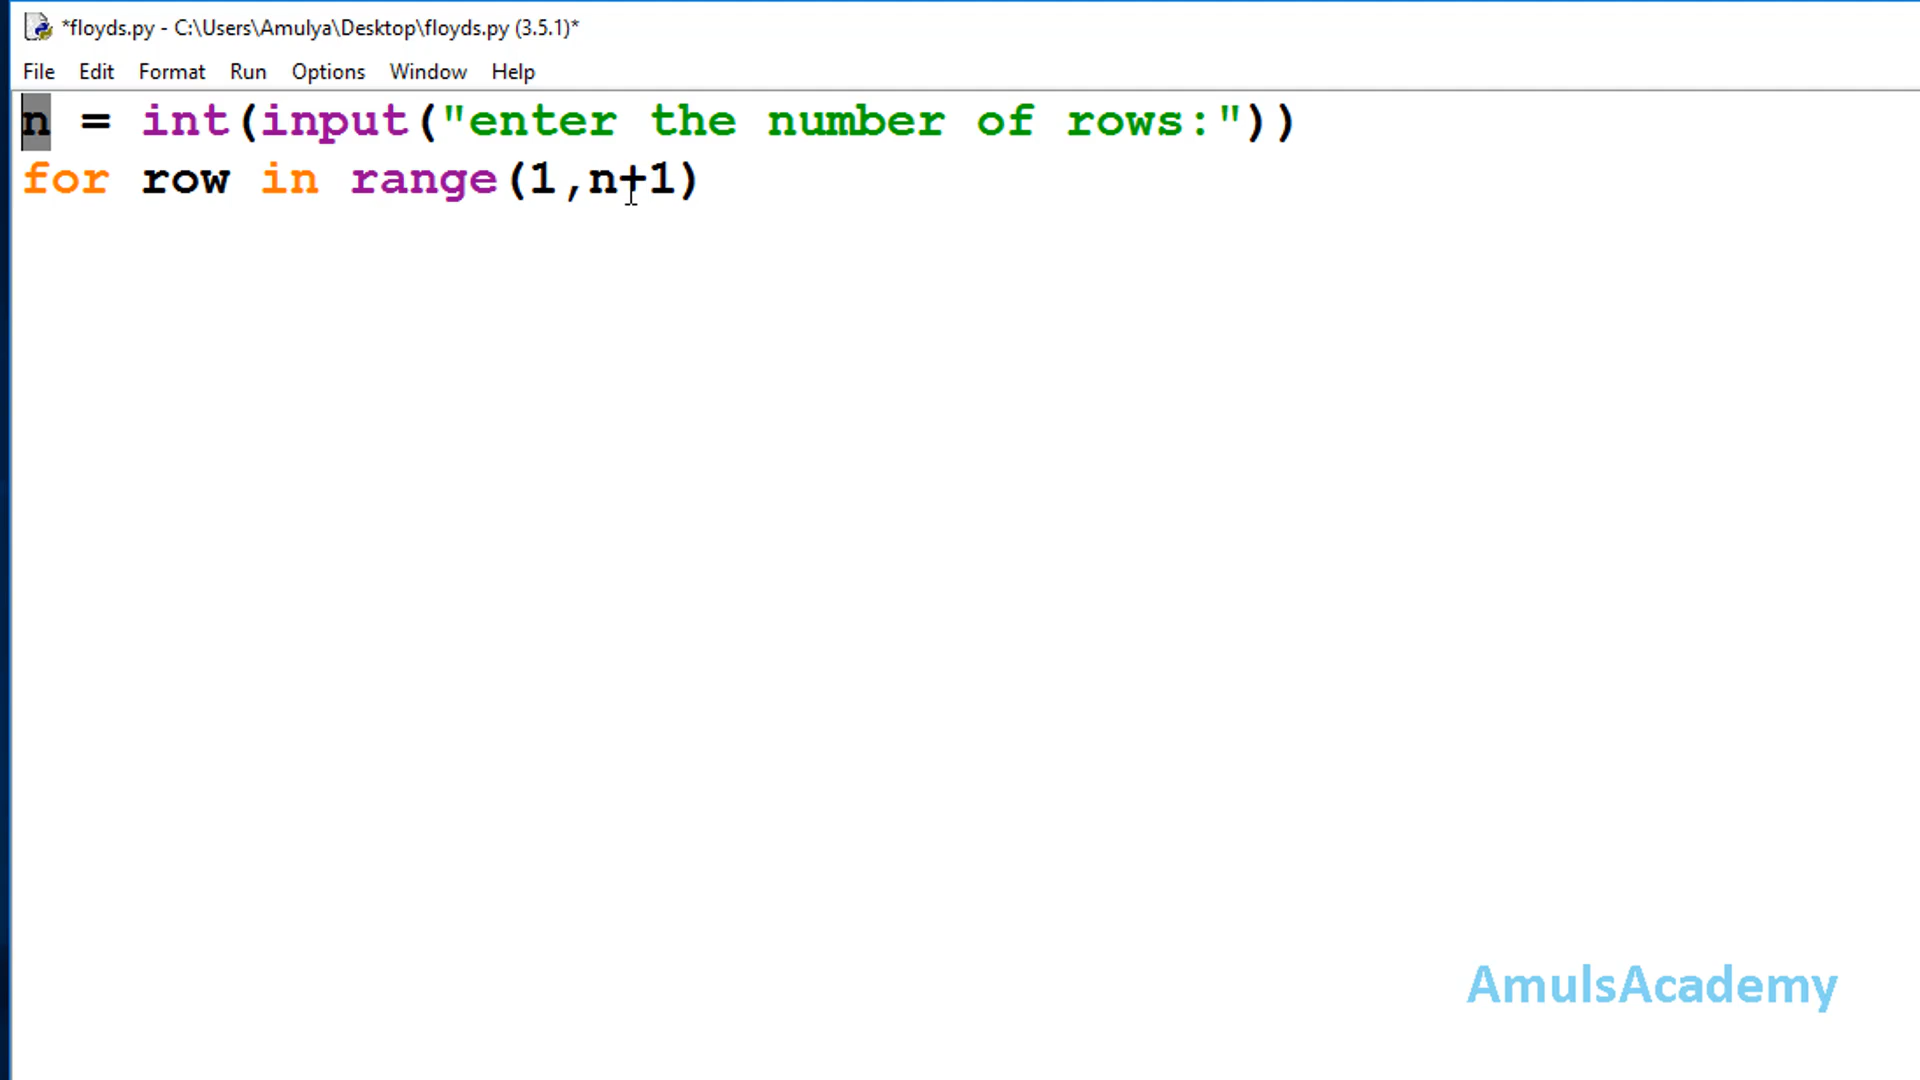 *floyds.py - C:\Users\Amulya\Desktop\floyds.py (3.5.1)*
File Edit Format Run Options Window Help
n = int(input("enter the number of rows:"))
for row in range(1,n+1)
AmulsAcademy